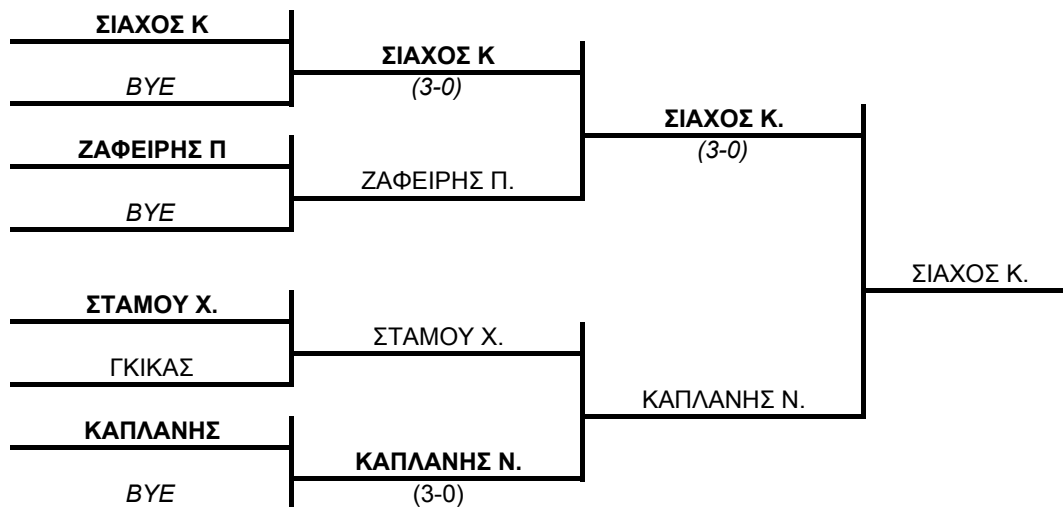 ΣΙΑΧΟΣ Κ
BYE
ΣΙΑΧΟΣ Κ
(3-0)
ΖΑΦΕΙΡΗΣ Π
BYE
ΖΑΦΕΙΡΗΣ Π.
ΣΙΑΧΟΣ Κ.
(3-0)
ΣΤΑΜΟΥ Χ.
ΓΚΙΚΑΣ
ΣΤΑΜΟΥ Χ.
ΚΑΠΛΑΝΗΣ
BYE
ΚΑΠΛΑΝΗΣ Ν.
(3-0)
ΚΑΠΛΑΝΗΣ Ν.
ΣΙΑΧΟΣ Κ.